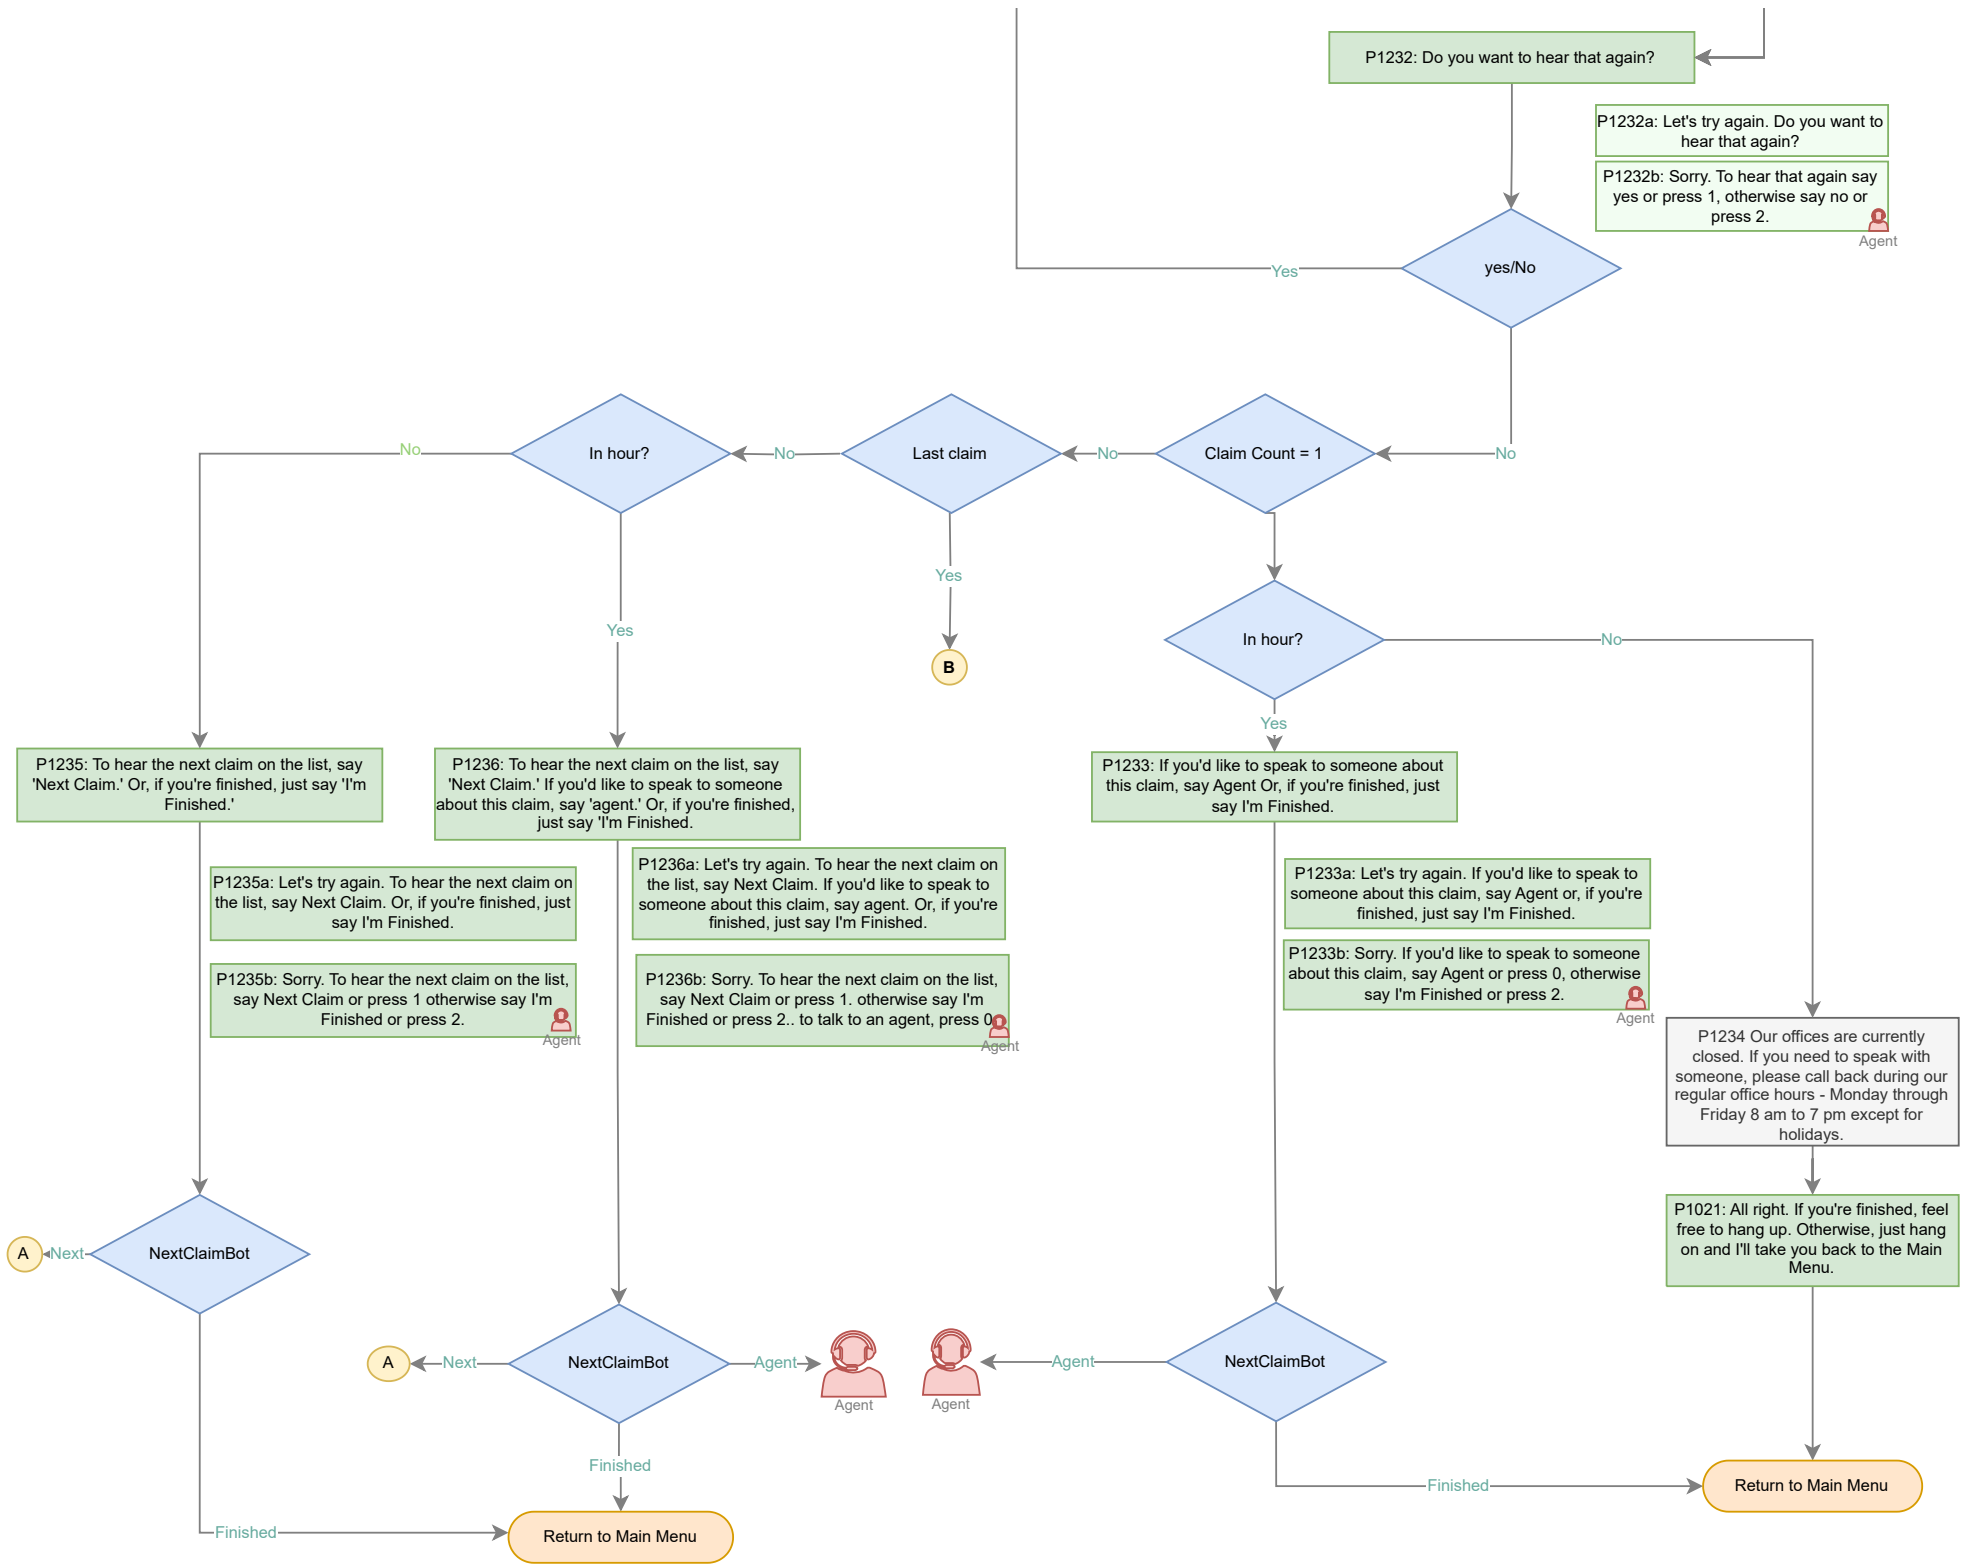 P1232: Do you want to hear that again?
P1232a: Let's try again. Do you want to
hear that again?
P1232b: Sorry. To hear that again say
yes or press 1, otherwise say no or
press 2.
Agent
yes/No
Yes
No
Claim Count = 1
No
Last claim
No
In hour?
No
Yes
Yes
B
In hour?
No
Yes
P1235: To hear the next claim on the list, say
'Next Claim.' Or, if you're finished, just say 'I'm
Finished.'
P1236: To hear the next claim on the list, say
'Next Claim.' If you'd like to speak to someone
about this claim, say 'agent.' Or, if you're finished,
just say 'I'm Finished.
P1233: If you'd like to speak to someone about
this claim, say Agent Or, if you're finished, just
say I'm Finished.
P1235a: Let's try again. To hear the next claim on
the list, say Next Claim. Or, if you're finished, just
say I'm Finished.
P1235b: Sorry. To hear the next claim on the list,
say Next Claim or press 1 otherwise say I'm
Finished or press 2.
Agent
P1236a: Let's try again. To hear the next claim on
the list, say Next Claim. If you'd like to speak to
someone about this claim, say agent. Or, if you're
finished, just say I'm Finished.
P1236b: Sorry. To hear the next claim on the list,
say Next Claim or press 1. otherwise say I'm
Finished or press 2.. to talk to an agent, press 0
Agent
P1233a: Let's try again. If you'd like to speak to
someone about this claim, say Agent or, if you're
finished, just say I'm Finished.
P1233b: Sorry. If you'd like to speak to someone
about this claim, say Agent or press 0, otherwise
say I'm Finished or press 2.
Agent
P1234 Our offices are currently
closed. If you need to speak with
someone, please call back during our
regular office hours - Monday through
Friday 8 am to 7 pm except for
holidays.
P1021: All right. If you're finished, feel
free to hang up. Otherwise, just hang
on and I'll take you back to the Main
Menu.
A
Next
NextClaimBot
A
Next
NextClaimBot
Agent
Agent
Agent
Agent
NextClaimBot
Finished
Finished
Return to Main Menu
Finished
Return to Main Menu